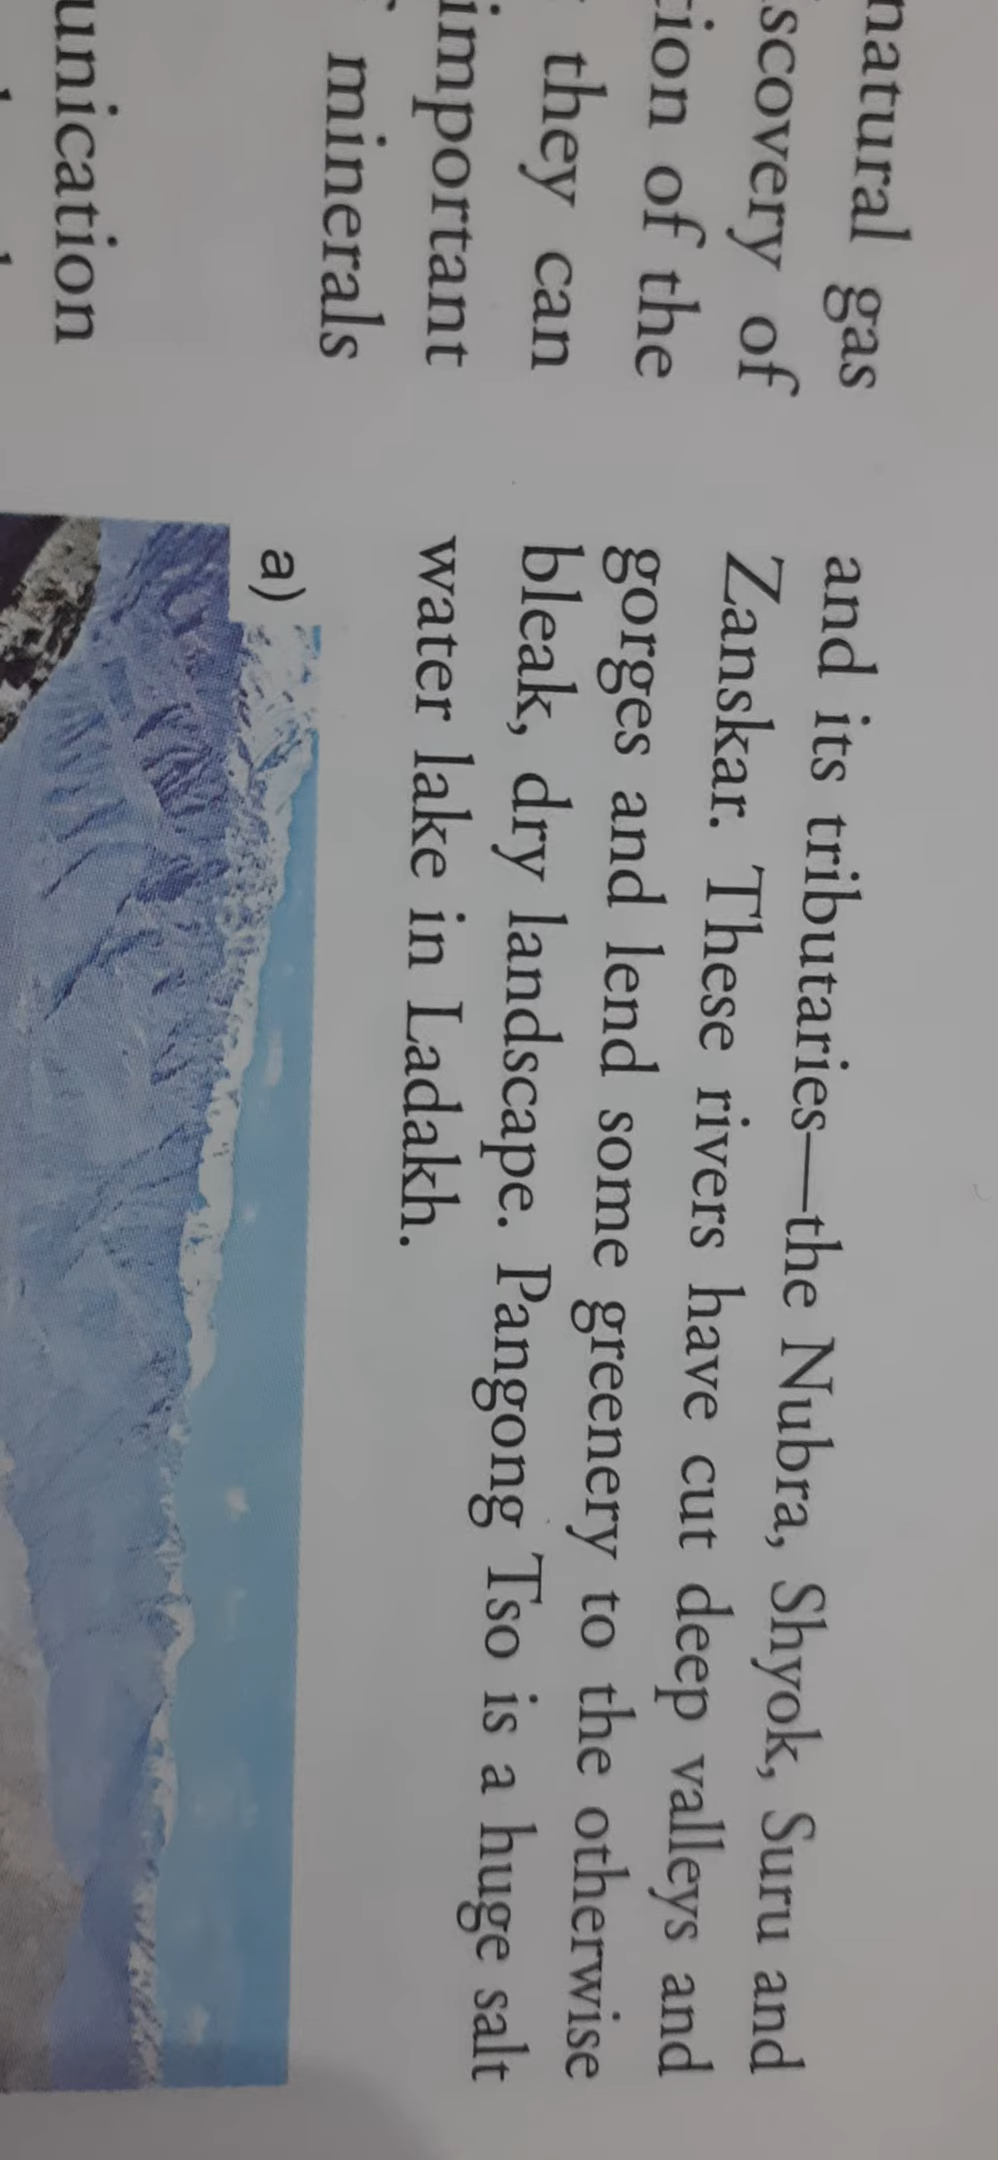 natural gas
scovery of
tion of the
they can
important
minerals
unication
and its tributaries—the Nubra, Shyok, Suru and
Zanskar. These rivers have cut deep valleys and
gorges and lend some greenery to the otherwise
bleak, dry landscape. Pangong Tso is a huge salt
water lake in Ladakh.
a)